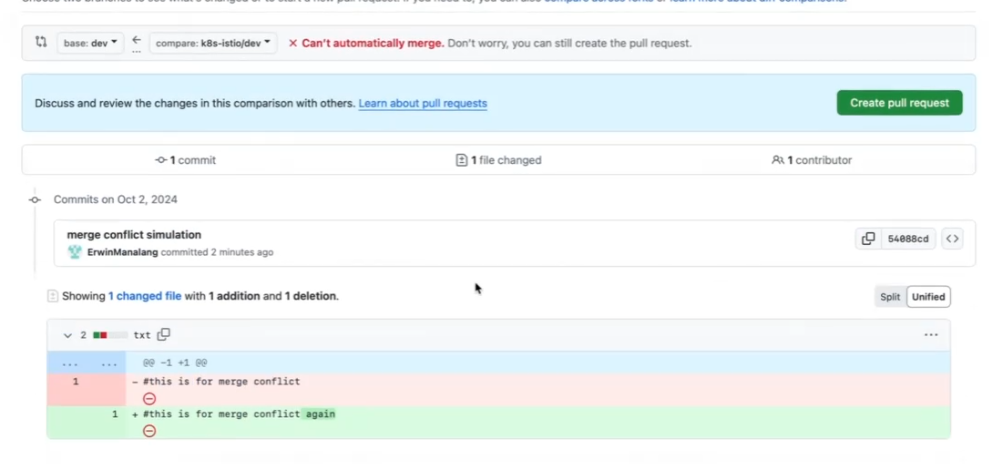 base: dev ← compare: k8s-istio/dev × Can't automatically merge. Don't worry, you can still create the pull request.
Discuss and review the changes in this comparison with others. Learn about pull requests Create pull request
1 commit 1 file changed 1 contributor
Commits on Oct 2, 2024
merge conflict simulation
ErwinManalang committed 2 minutes ago 54088cd <>
Showing 1 changed file with 1 addition and 1 deletion. Split Unified
2 txt ...
... ... @@ -1 +1 @@
1 - #this is for merge conflict
1 + #this is for merge conflict again